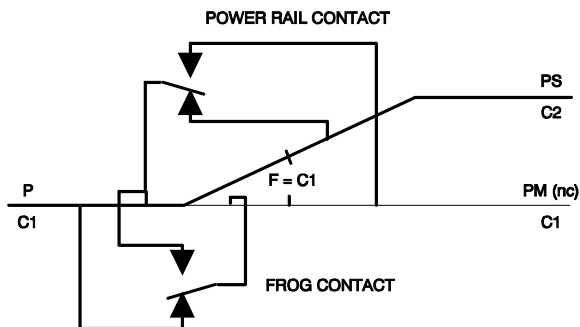 POWER RAIL CONTACT
PS
C2
F = C1
P
PM (nc)
C1
C1
FROG CONTACT